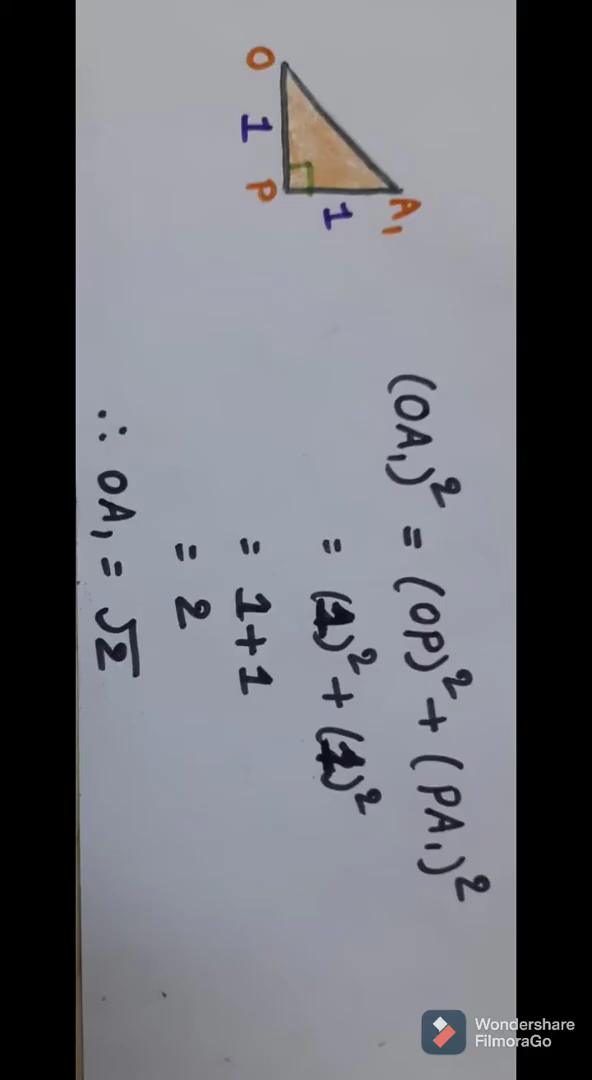 O
1
P
1
A₁
(OA₁)² = (OP)² + (PA₁)²
= (1)² + (1)²
= 1+1
= 2
∴ OA₁ = √2
Wondershare
FilmoraGo